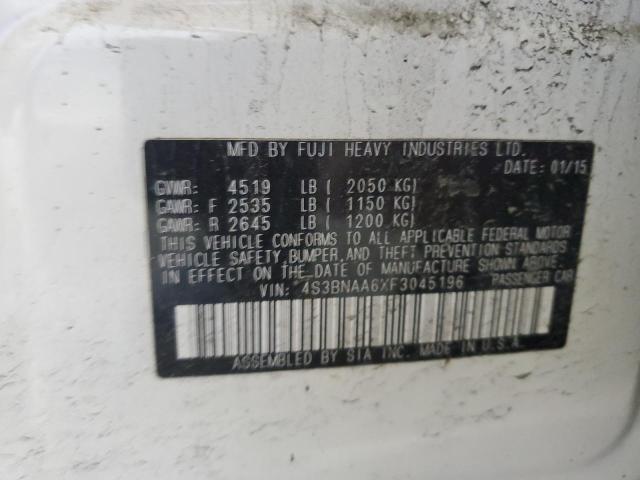 MFD BY FUJI HEAVY INDUSTRIES LTD.
DATE: 01/15
GVWR: 4519 LB ( 2050 KG)
GAWR: F 2535 LB ( 1150 KG)
GAWR: R 2645 LB ( 1200 KG)
THIS VEHICLE CONFORMS TO ALL APPLICABLE FEDERAL MOTOR
VEHICLE SAFETY, BUMPER, AND THEFT PREVENTION STANDARDS
IN EFFECT ON THE DATE OF MANUFACTURE SHOWN ABOVE.
VIN: 4S3BNAA6XF3045196 PASSENGER CAR
ASSEMBLED BY SIA INC. MADE IN U.S.A.